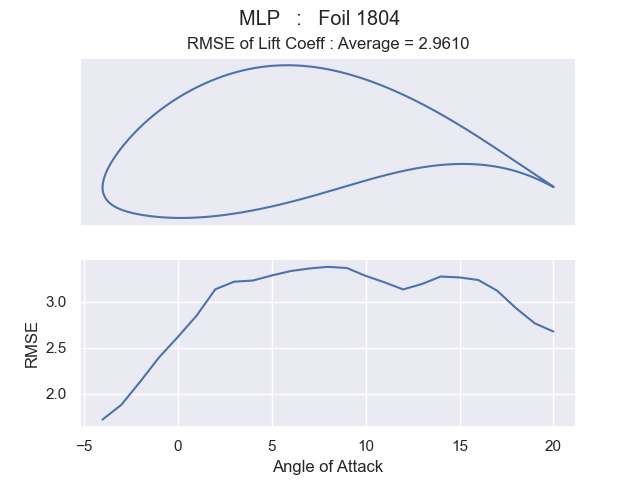 MLP : Foil 1804
RMSE of Lift Coeff : Average = 2.9610
3.0
2.5
2.0
RMSE
−5 0 5 10 15 20
Angle of Attack